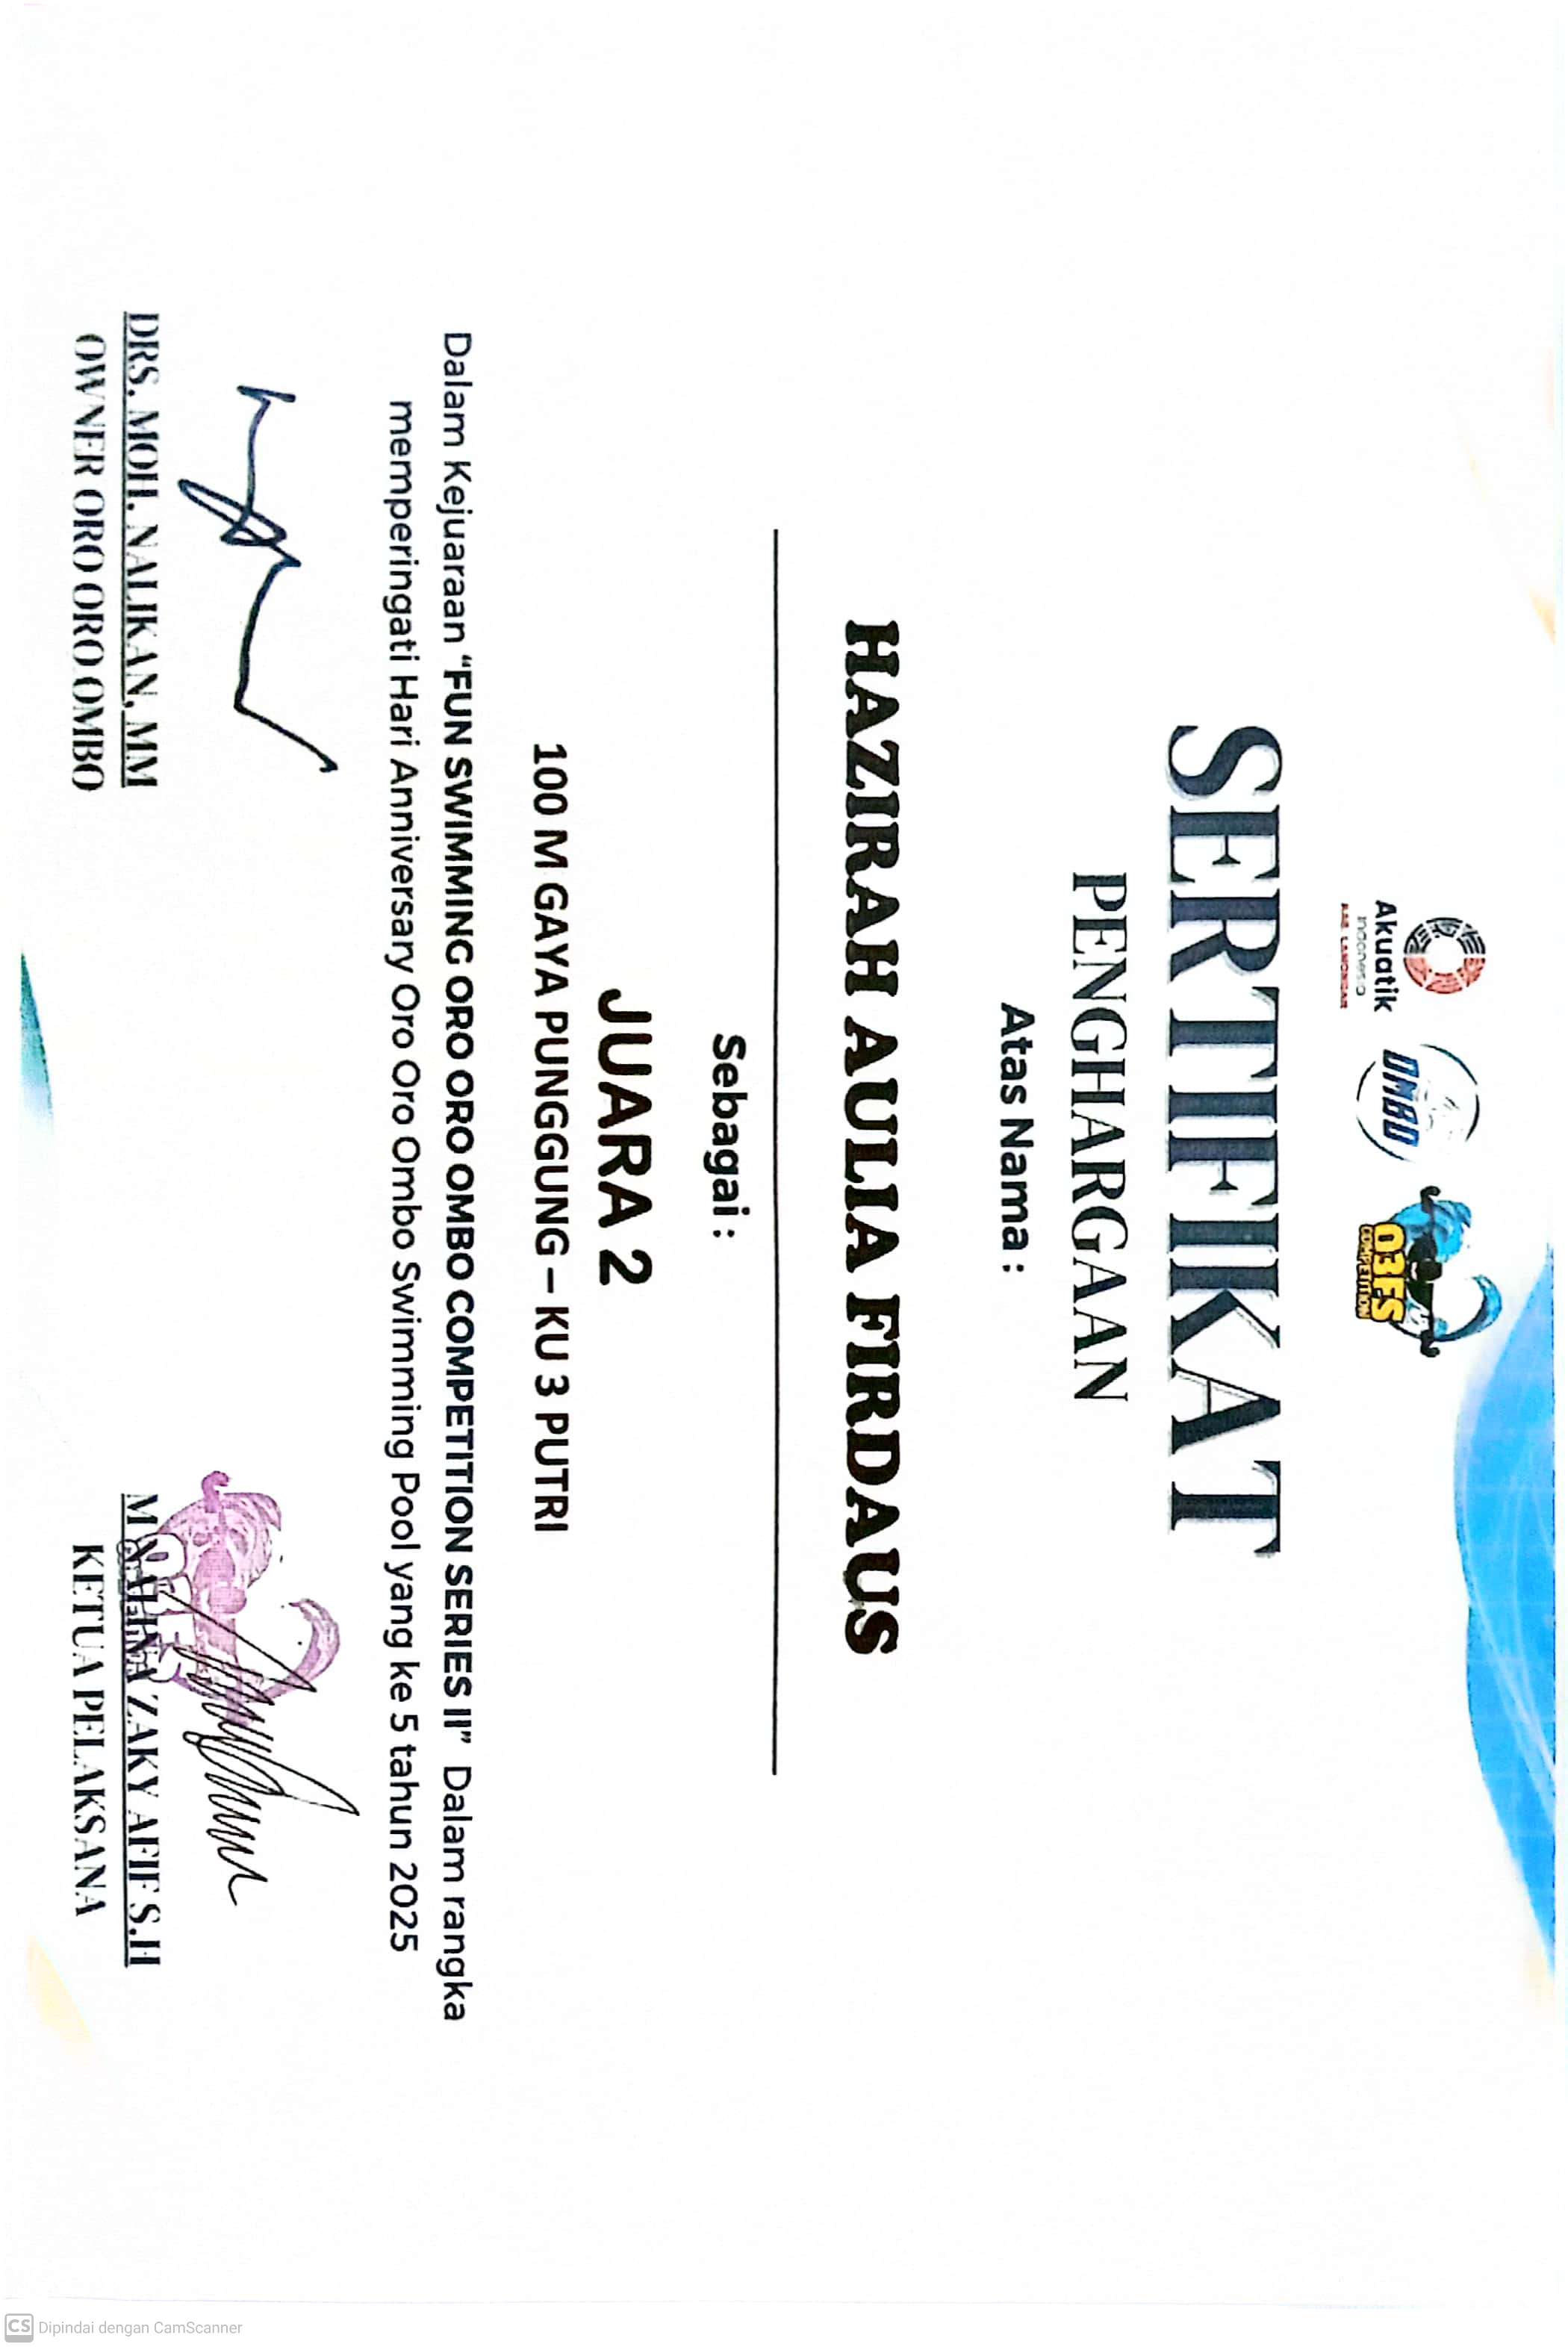 Akuatik
Indonesia
KAB. LAMONGAN
OMBO
O3FS
COMPETITION
SERTIFIKAT
PENGHARGAAN
Atas Nama :
HAZIRAH AULIA FIRDAUS
Sebagai :
JUARA 2
100 M GAYA PUNGGUNG – KU 3 PUTRI
Dalam Kejuaraan “FUN SWIMMING ORO ORO OMBO COMPETITION SERIES II” Dalam rangka
memperingati Hari Anniversary Oro Oro Ombo Swimming Pool yang ke 5 tahun 2025
DRS. MOH. NALIKAN, MM
OWNER ORO ORO OMBO
M ZAKY AFIF S.H
KETUA PELAKSANA
CS Dipindai dengan CamScanner